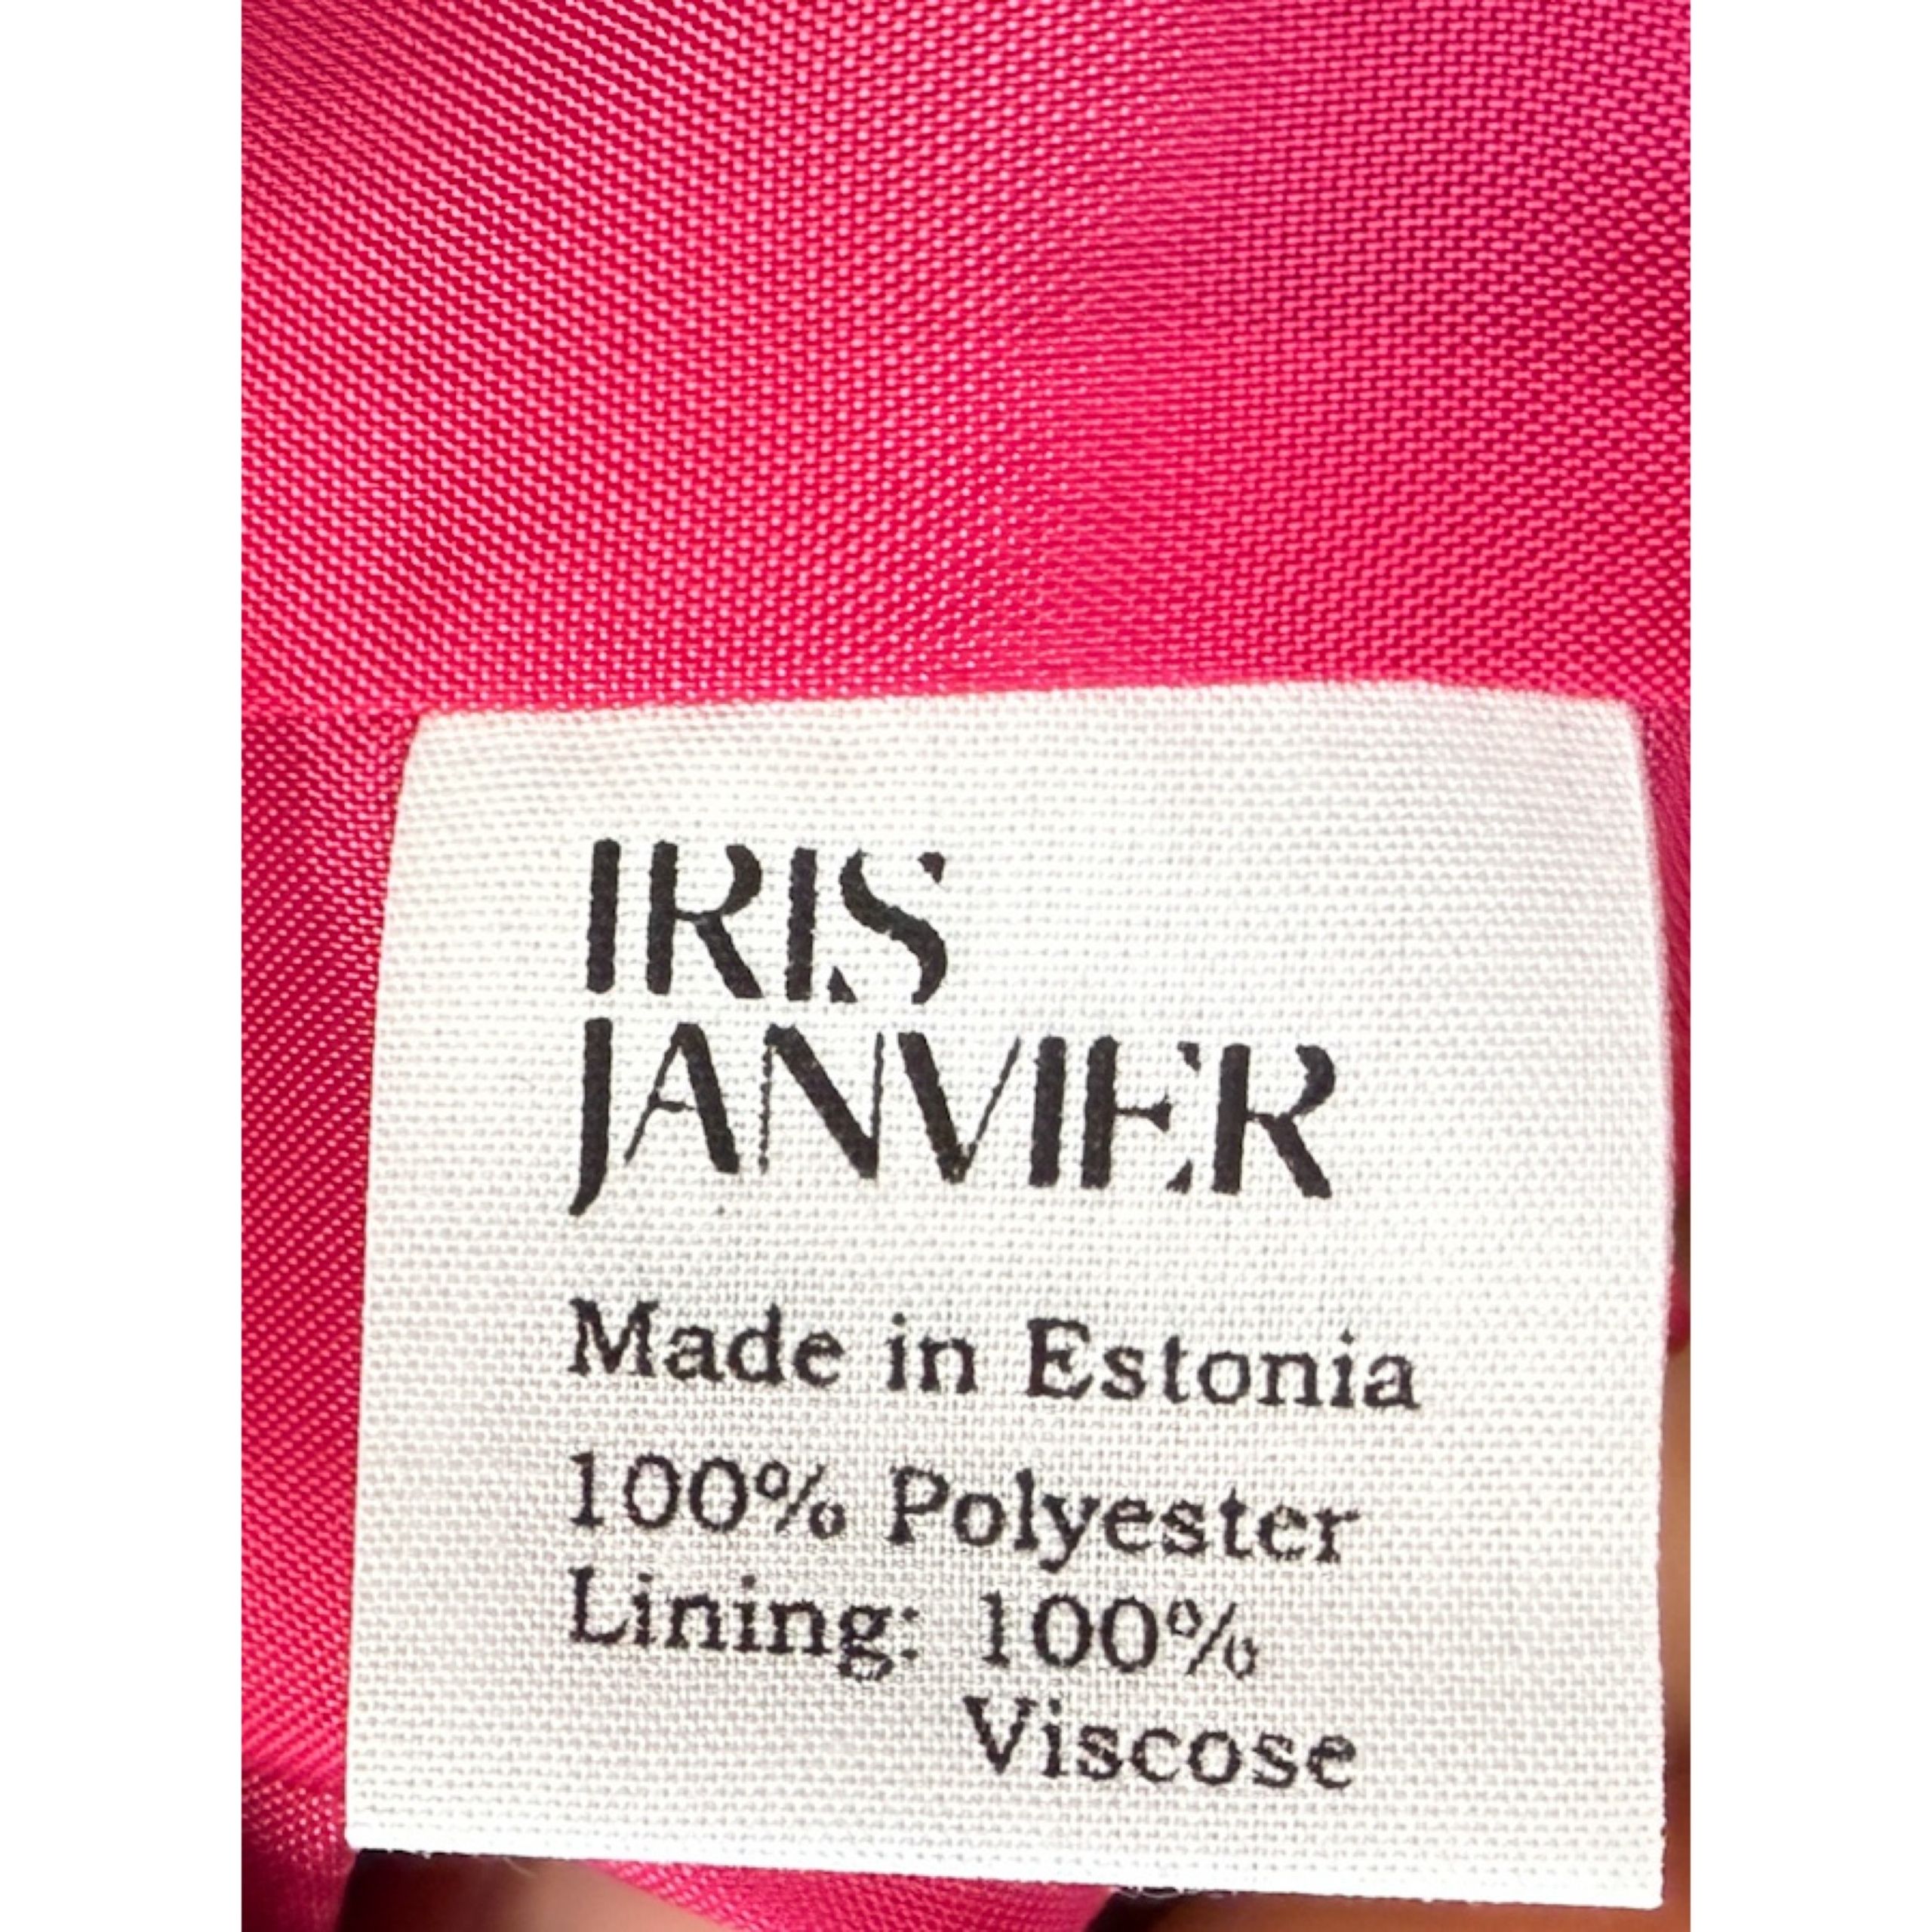 IRIS
JANVIER
Made in Estonia
100% Polyester
Lining: 100%
Viscose